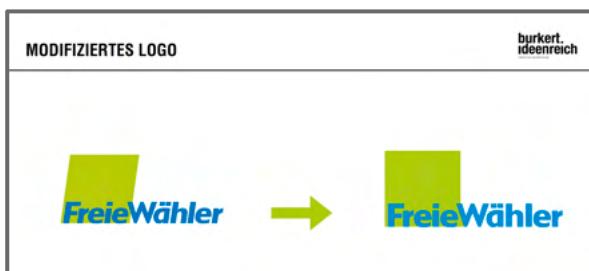 MODIFIZIERTES LOGO
burkert.
ideenreich
FreieWähler
FreieWähler